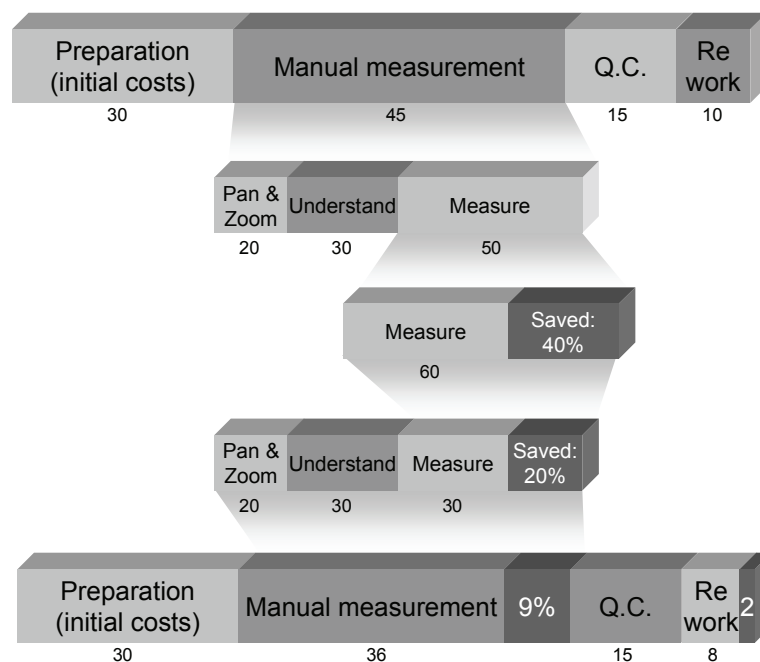 Preparation
(initial costs)
Manual measurement
Q.C.
Re
work
30
45
15
10
Pan &
Zoom
Understand
Measure
20
30
50
Measure
Saved:
40%
60
Pan &
Zoom
Understand
Measure
Saved:
20%
20
30
30
Preparation
(initial costs)
Manual measurement
9%
Q.C.
Re
work
2
30
36
15
8